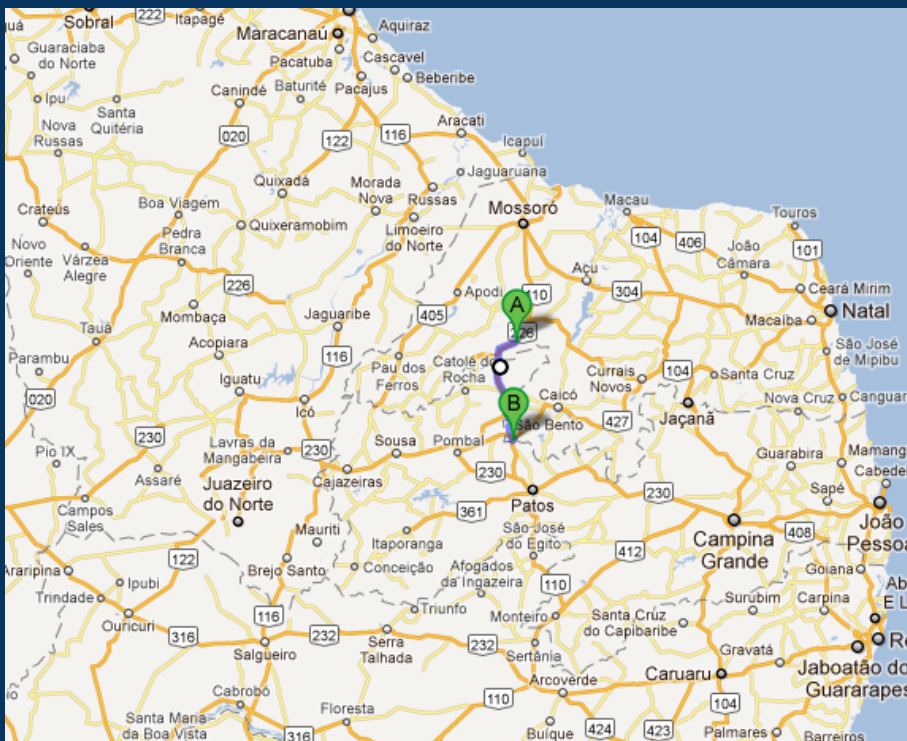 222
Itapagé
Sobral
Aquiraz
Maracanaú
Guaraciaba
do Norte
Pacatuba
Cascavel
Beberibe
Canindé
Baturité
Pacajus
Ipu
Santa
Quitéria
Aracati
Nova
Russas
020
122
116
Icapuí
Jaguaruana
Quixadá
Morada
Nova
Russas
Mossoró
Macau
Touros
Crateús
Boa Viagem
Quixeramobim
Limoeiro
do Norte
Pedra
Branca
104
406
101
João
Câmara
Novo
Oriente
Várzea
Alegre
226
Açu
304
Ceará Mirim
Natal
Macaíba
Mombaça
Jaguaribe
Apodi
405
110
A
226
São José
de Mipibu
Tauá
Parambu
Acopiara
116
Pau dos
Ferros
Catolé do
Rocha
Currais
Novos
104
Santa Cruz
020
Iguatu
Icó
B
Caicó
Jaçanã
Nova Cruz
Canguar
427
São Bento
230
Lavras da
Mangabeira
230
Sousa
Pombal
Pio IX
Assaré
Cajazeiras
230
Guarabira
Mamang
Cabede
Juazeiro
do Norte
Patos
230
Sapé
Campos
Sales
361
João
Pessoa
Mauriti
Itaporanga
São José
do Egito
412
Campina
Grande
408
122
Brejo Santo
Conceição
Afogados
da Ingazeira
Goiana
Araripina
Ipubi
110
Surubim
Carpina
Trindade
Triunfo
Monteiro
Santa Cruz
do Capibaribe
Ouricuri
116
316
232
232
Serra
Talhada
Sertânia
Gravatá
Salgueiro
Caruaru
Jaboatão do
Guararapes
Arcoverde
Cabrobó
110
104
Floresta
Santa Maria
da Boa Vista
316
Buíque
424
423
Palmares
Barreiros